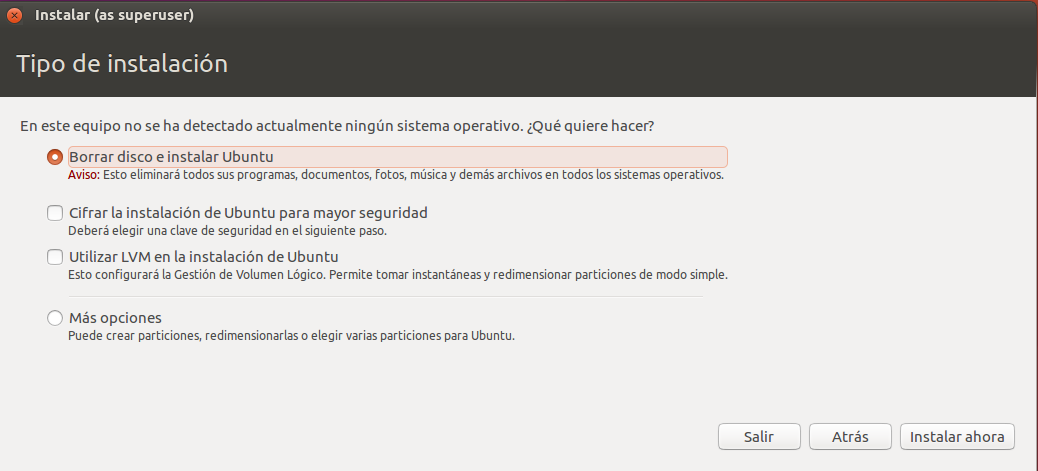 Instalar (as superuser)
Tipo de instalación
En este equipo no se ha detectado actualmente ningún sistema operativo. ¿Qué quiere hacer?
Borrar disco e instalar Ubuntu
Aviso: Esto eliminará todos sus programas, documentos, fotos, música y demás archivos en todos los sistemas operativos.
Cifrar la instalación de Ubuntu para mayor seguridad
Deberá elegir una clave de seguridad en el siguiente paso.
Utilizar LVM en la instalación de Ubuntu
Esto configurará la Gestión de Volumen Lógico. Permite tomar instantáneas y redimensionar particiones de modo simple.
Más opciones
Puede crear particiones, redimensionarlas o elegir varias particiones para Ubuntu.
Salir Atrás Instalar ahora